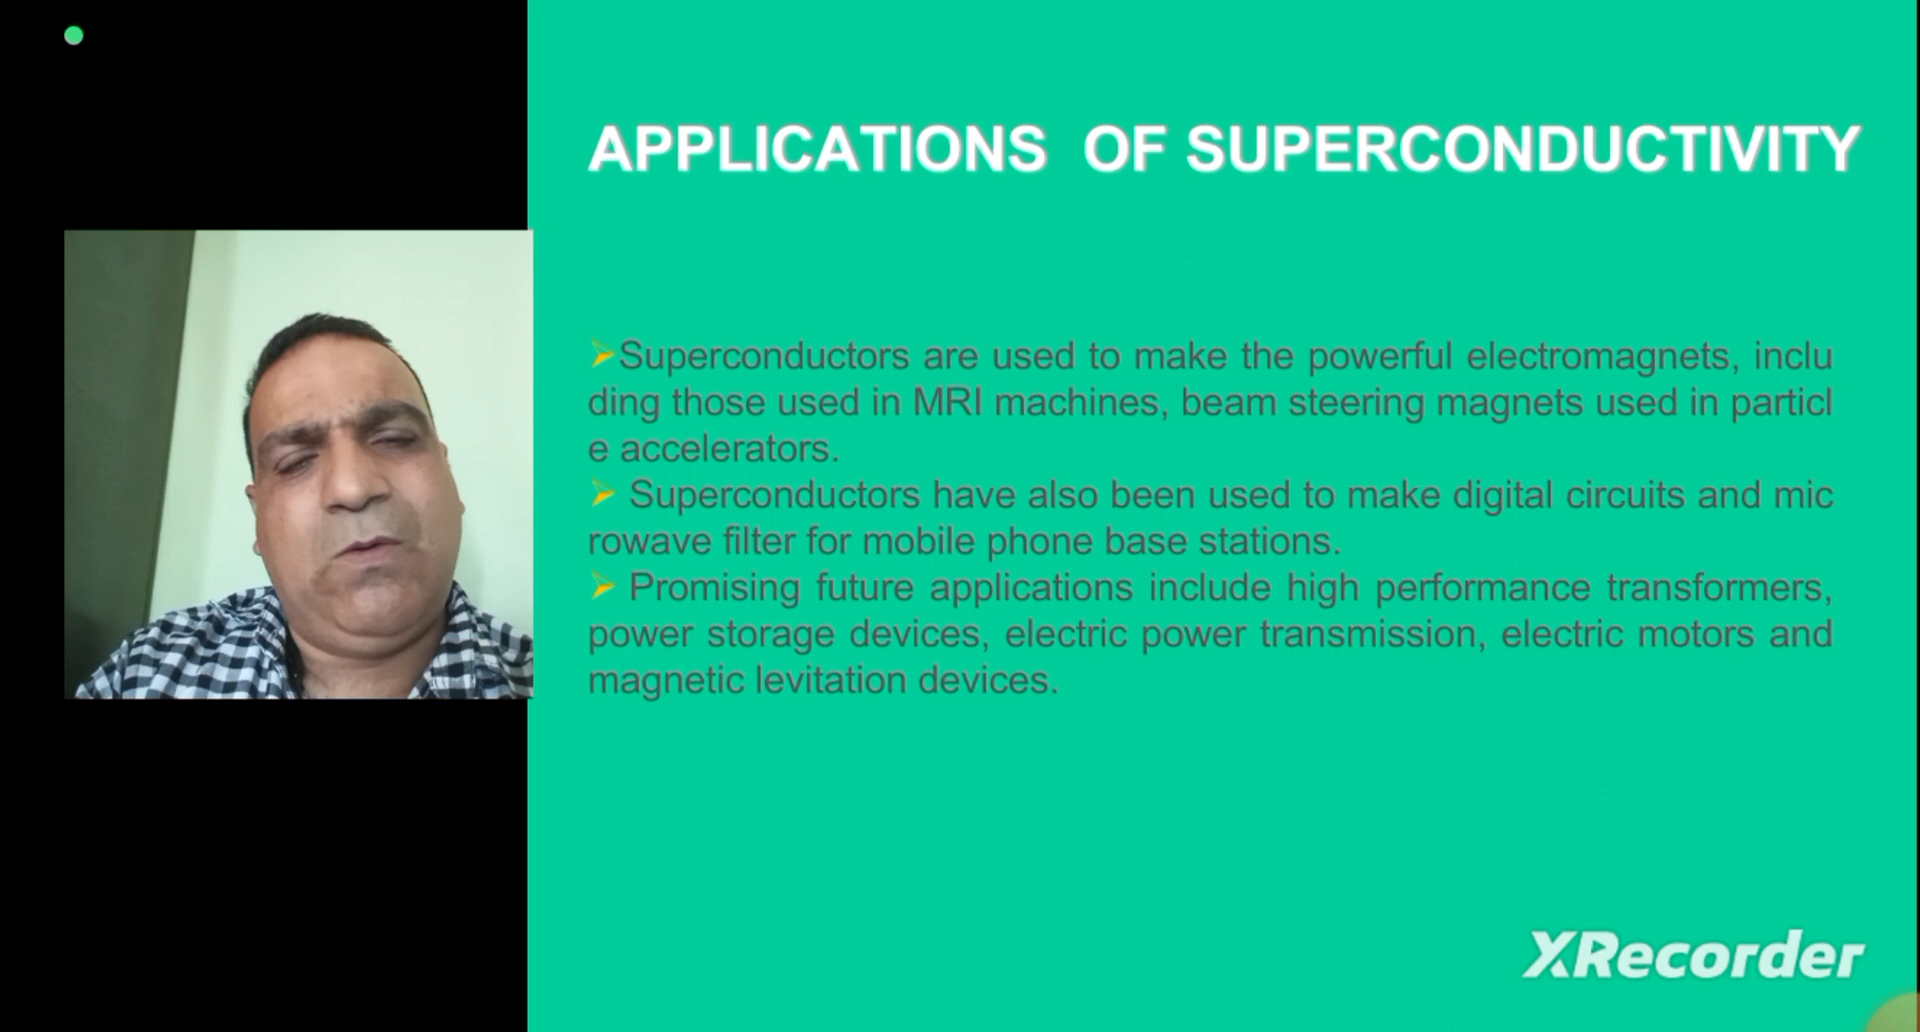 APPLICATIONS OF SUPERCONDUCTIVITY
➢Superconductors are used to make the powerful electromagnets, inclu
ding those used in MRI machines, beam steering magnets used in particl
e accelerators.
➢ Superconductors have also been used to make digital circuits and mic
rowave filter for mobile phone base stations.
➢ Promising future applications include high performance transformers,
power storage devices, electric power transmission, electric motors and
magnetic levitation devices.
XRecorder